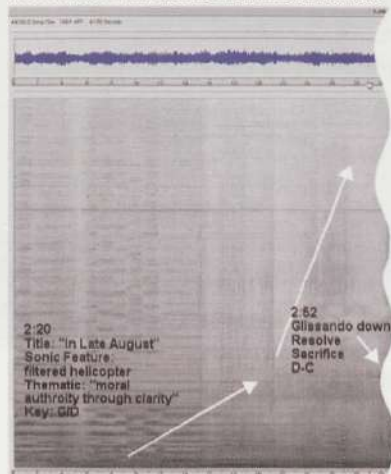 2:20
Title: "In Late August"
Sonic Feature:
filtered helicopter
Thematic: "moral
authroity through clarity"
Key: G/D
2:52
Glissando down
Resolve
Sacrifice
D-C